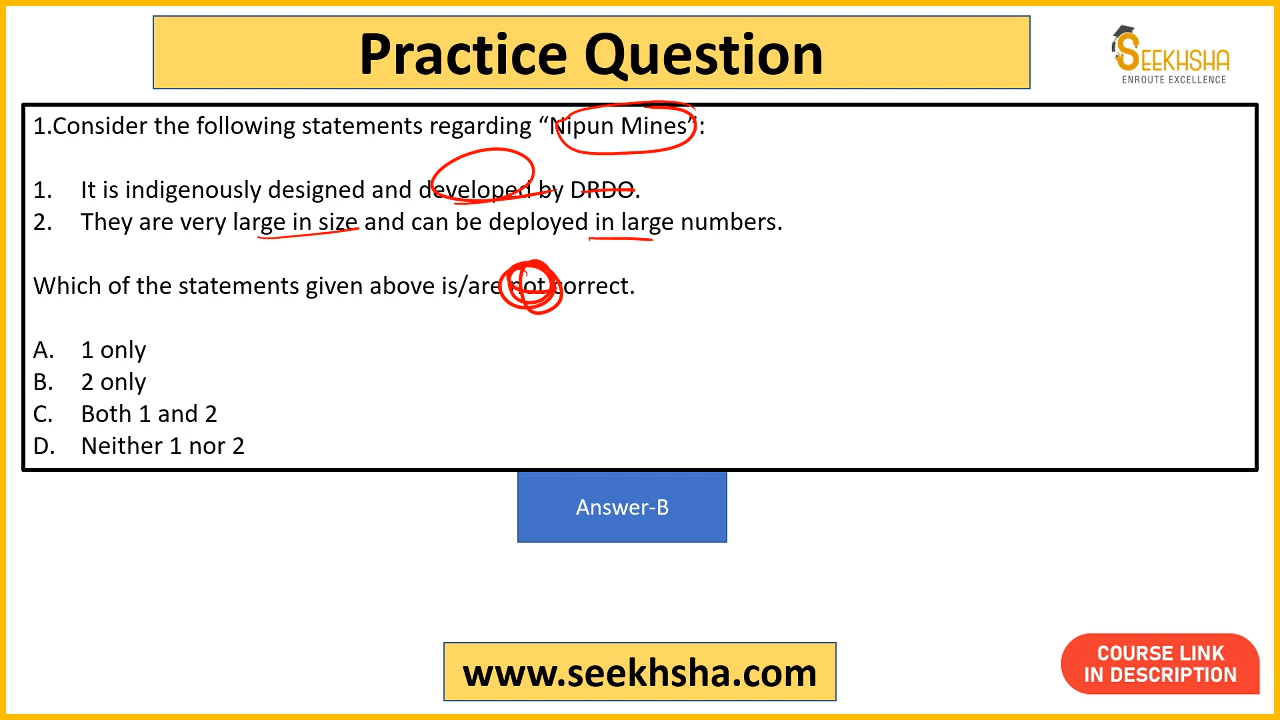 Practice Question
SEEKHSHA
ENROUTE EXCELLENCE
1.Consider the following statements regarding “Nipun Mines”:
1. It is indigenously designed and developed by DRDO.
2. They are very large in size and can be deployed in large numbers.
Which of the statements given above is/are not correct.
A. 1 only
B. 2 only
C. Both 1 and 2
D. Neither 1 nor 2
Answer-B
www.seekhsha.com
COURSE LINK
IN DESCRIPTION